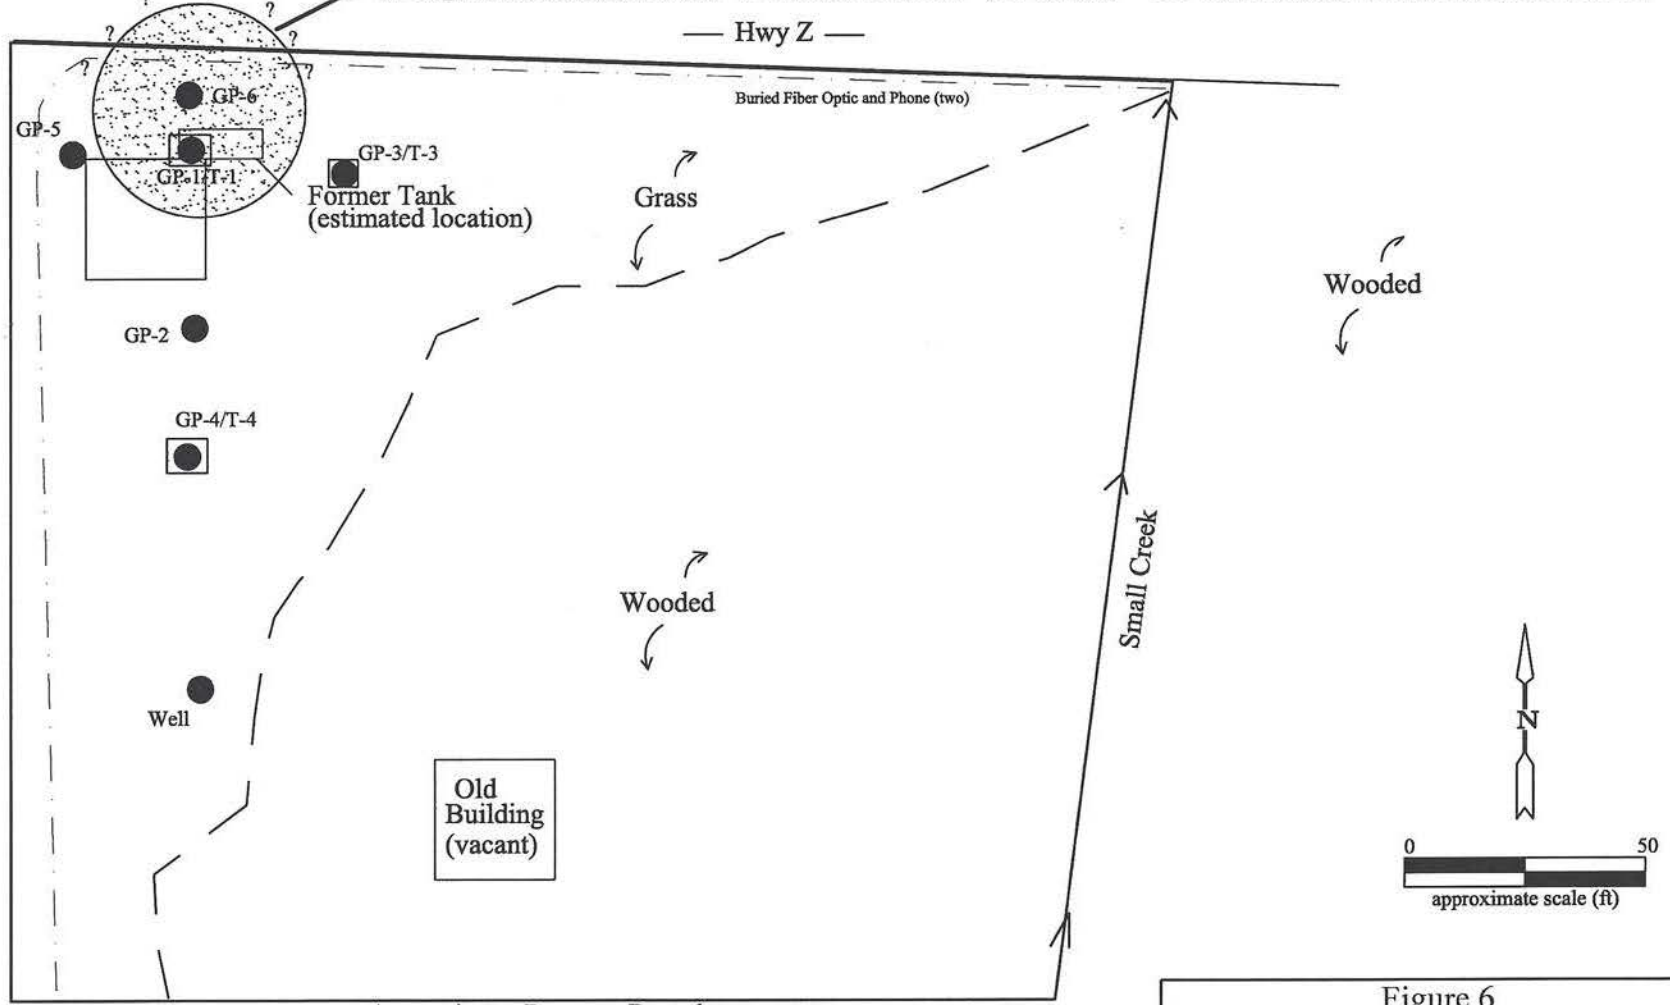 ? ?
? ?
— Hwy Z —
? ?
GP-6
Buried Fiber Optic and Phone (two)
GP-5
GP-3/T-3
GP-1/T-1
Former Tank
(estimated location)
Grass
Wooded
GP-2
GP-4/T-4
Small Creek
Wooded
Well
N
Old
Building
(vacant)
0 50
approximate scale (ft)
Figure 6